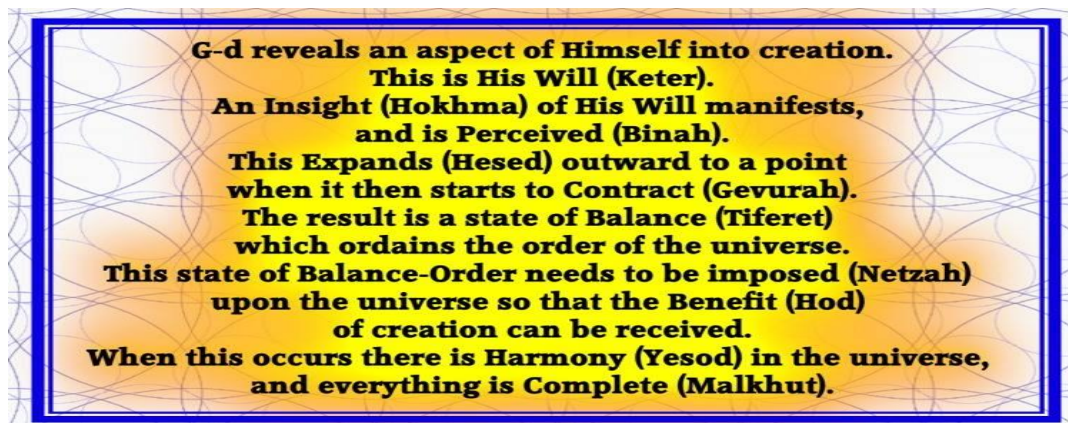 G-d reveals an aspect of Himself into creation.
This is His Will (Keter).
An Insight (Hokhma) of His Will manifests,
and is Perceived (Binah).
This Expands (Hesed) outward to a point
when it then starts to Contract (Gevurah).
The result is a state of Balance (Tiferet)
which ordains the order of the universe.
This state of Balance-Order needs to be imposed (Netzah)
upon the universe so that the Benefit (Hod)
of creation can be received.
When this occurs there is Harmony (Yesod) in the universe,
and everything is Complete (Malkhut).